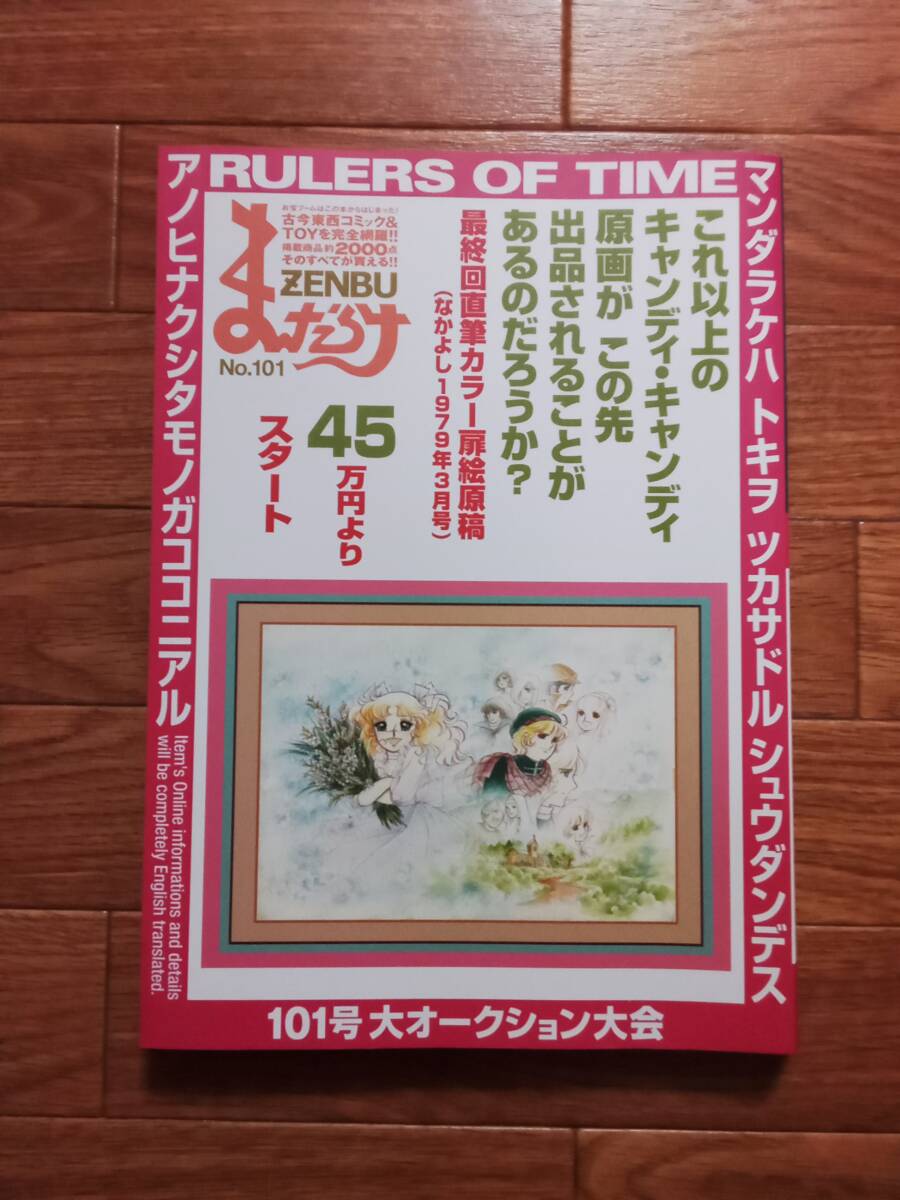 RULERS OF TIME
マンダラケハ トキヲ ツカサドル シュウダンデス
アノヒナクシタモノガココニアル
お宝ブームはこの本からはじまった!
古今東西コミック&
TOYを完全網羅!!
掲載商品約2000点
そのすべてが買える!!
ZENBU
まんだらけ
No.101
これ以上の
キャンディ・キャンディ
原画が この先
出品されることが
あるのだろうか?
最終回直筆カラー扉絵原稿
(なかよし1979年3月号)
45万円より
スタート
Item's Online informations and details
will be completely English translated.
101号 大オークション大会